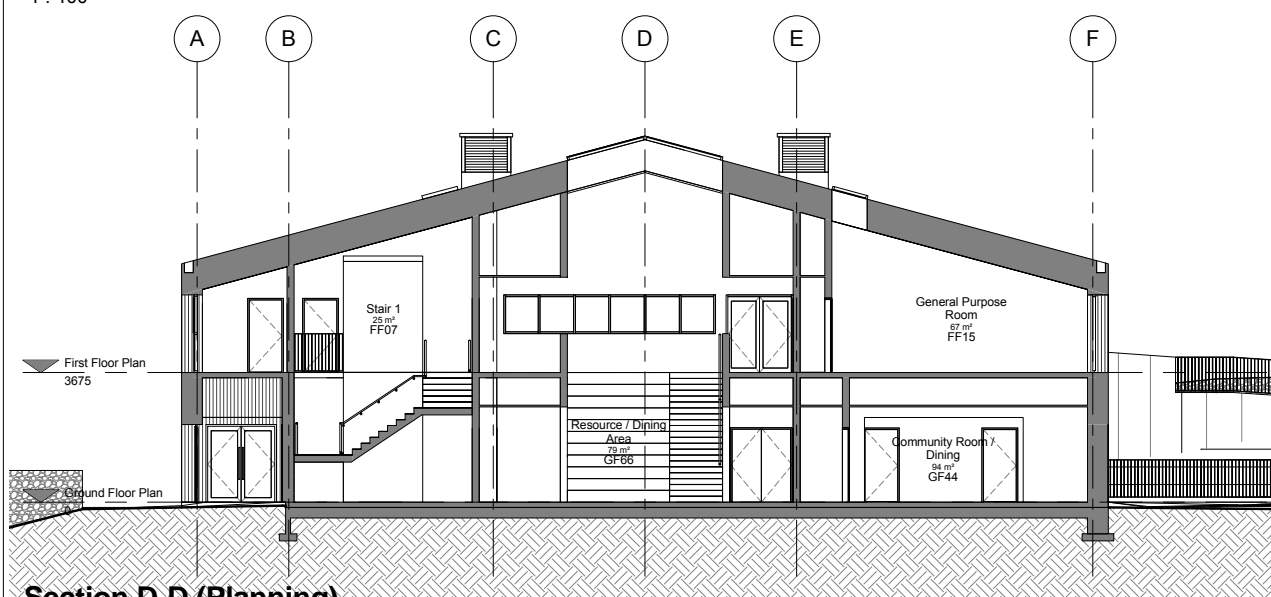 1 : 100
A
B
C
D
E
F
Stair 1
25 m²
FF07
General Purpose
Room
67 m²
FF15
First Floor Plan
3675
Resource / Dining
Area
79 m²
GF66
Community Room /
Dining
94 m²
GF44
Ground Floor Plan
0
Section D-D (Planning)